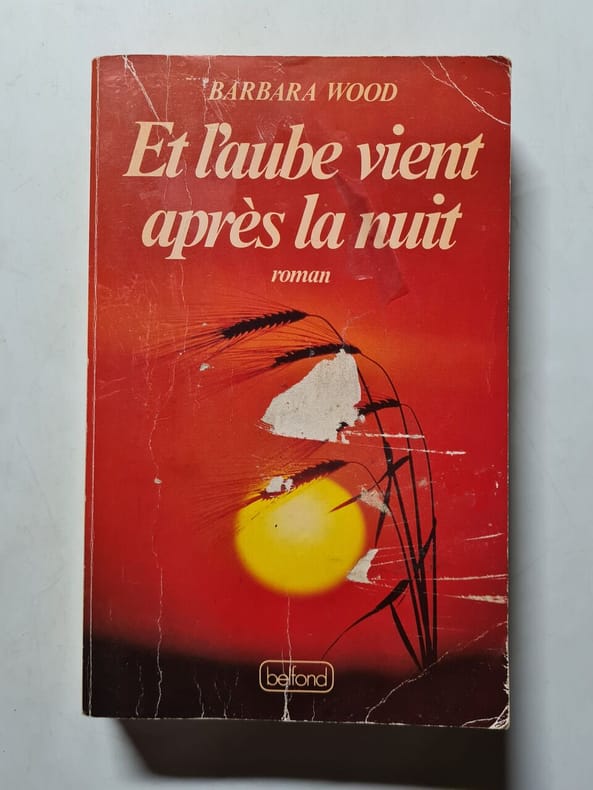 BARBARA WOOD
Et l'aube vient
après la nuit
roman
belfond